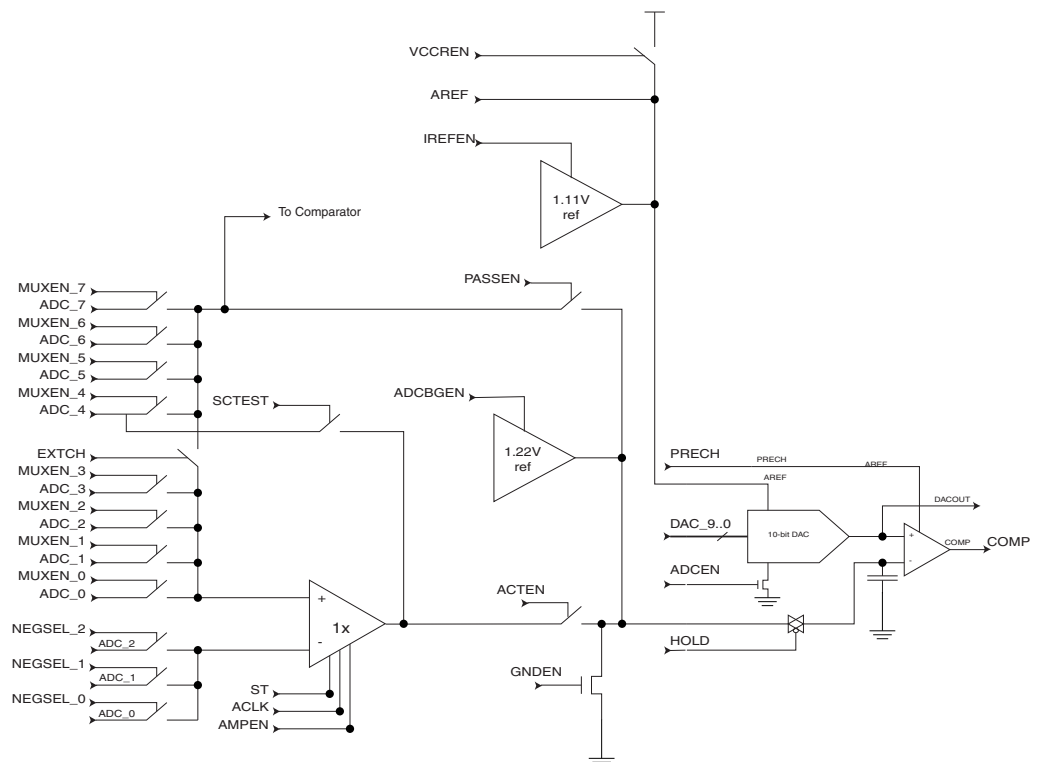 VCCREN
AREF
IREFEN
1.11V
ref
To Comparator
PASSEN
MUXEN_7
ADC_7
MUXEN_6
ADC_6
MUXEN_5
ADC_5
MUXEN_4
ADC_4
SCTEST
ADCBGEN
1.22V
ref
EXTCH
MUXEN_3
ADC_3
MUXEN_2
ADC_2
MUXEN_1
ADC_1
MUXEN_0
ADC_0
PRECH
PRECH
AREF
AREF
DACOUT
DAC_9..0
10-bit DAC
+
-
COMP
COMP
ADCEN
ACTEN
+
1x
-
HOLD
NEGSEL_2
ADC_2
NEGSEL_1
ADC_1
NEGSEL_0
ADC_0
GNDEN
ST
ACLK
AMPEN